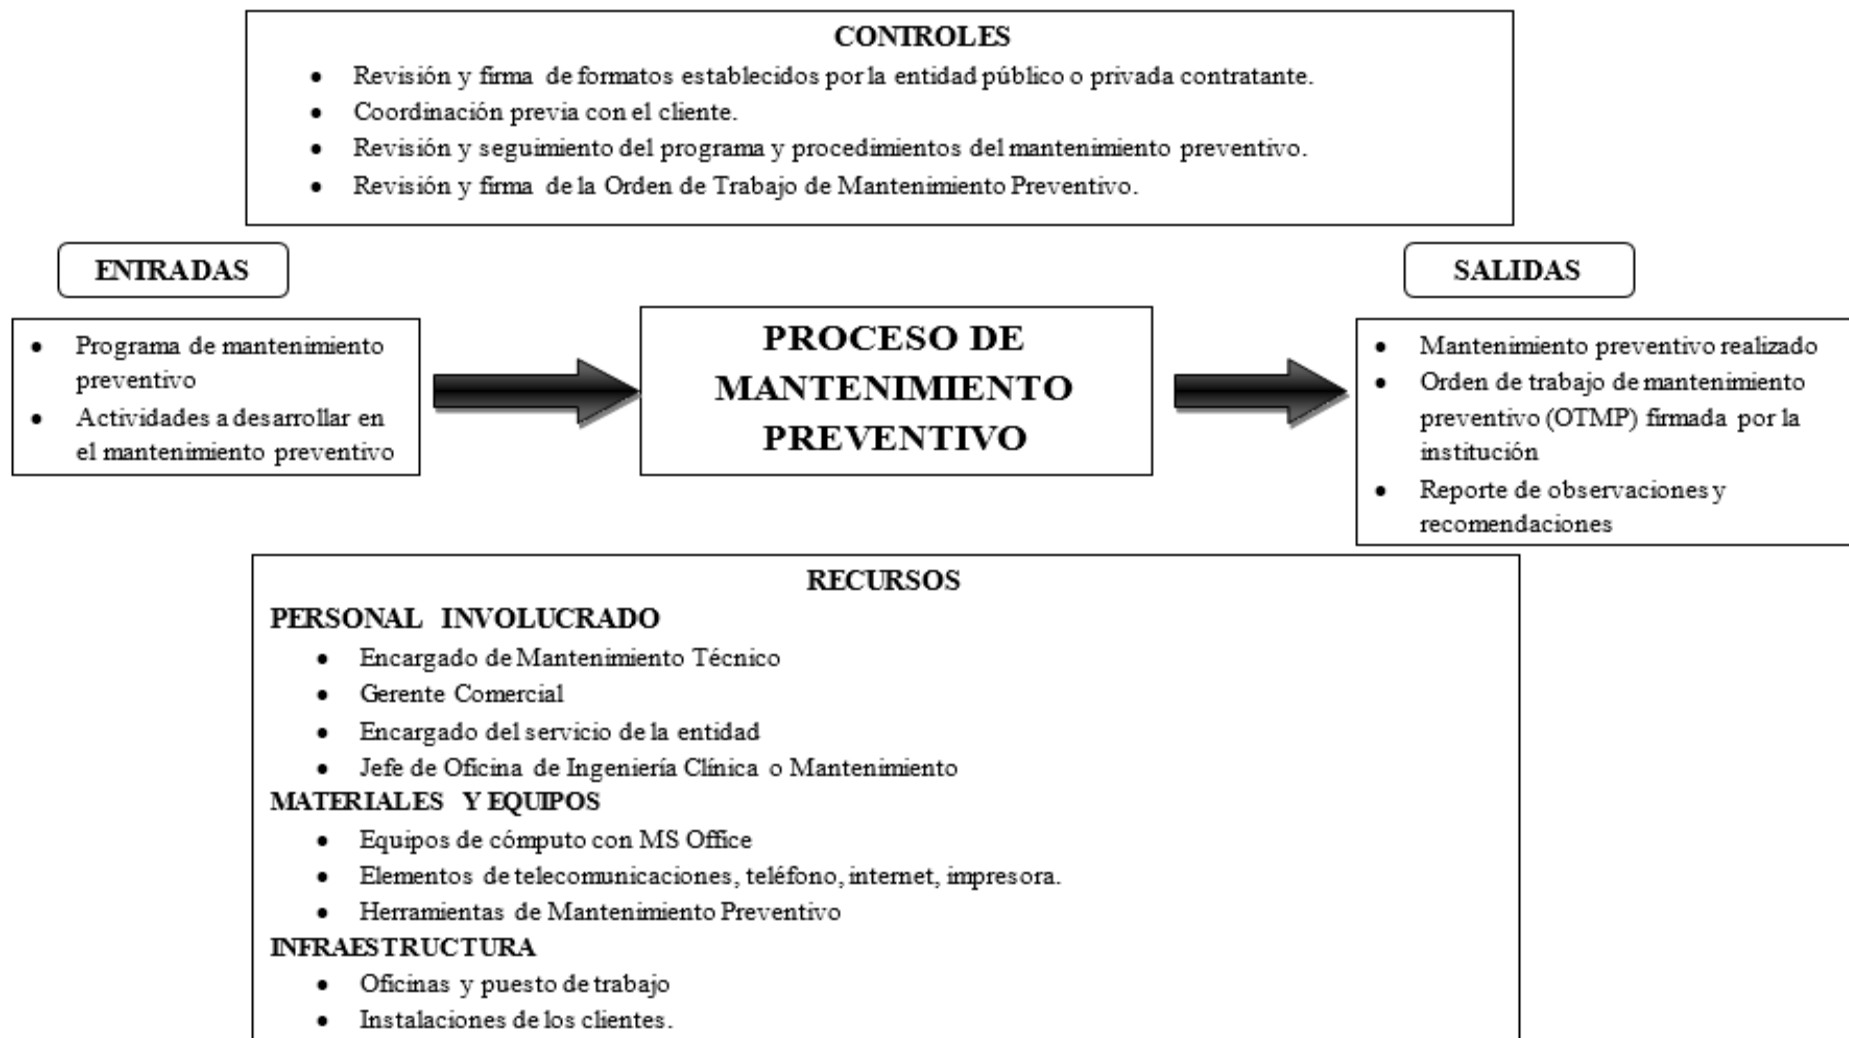 CONTROLES
Revisión y firma de formatos establecidos por la entidad público o privada contratante.
Coordinación previa con el cliente.
Revisión y seguimiento del programa y procedimientos del mantenimiento preventivo.
Revisión y firma de la Orden de Trabajo de Mantenimiento Preventivo.
ENTRADAS
Programa de mantenimiento
preventivo
Actividades a desarrollar en
el mantenimiento preventivo
PROCESO DE
MANTENIMIENTO
PREVENTIVO
SALIDAS
Mantenimiento preventivo realizado
Orden de trabajo de mantenimiento
preventivo (OTMP) firmada por la
institución
Reporte de observaciones y
recomendaciones
RECURSOS
PERSONAL INVOLUCRADO
Encargado de Mantenimiento Técnico
Gerente Comercial
Encargado del servicio de la entidad
Jefe de Oficina de Ingeniería Clínica o Mantenimiento
MATERIALES Y EQUIPOS
Equipos de cómputo con MS Office
Elementos de telecomunicaciones, teléfono, internet, impresora.
Herramientas de Mantenimiento Preventivo
INFRAESTRUCTURA
Oficinas y puesto de trabajo
Instalaciones de los clientes.